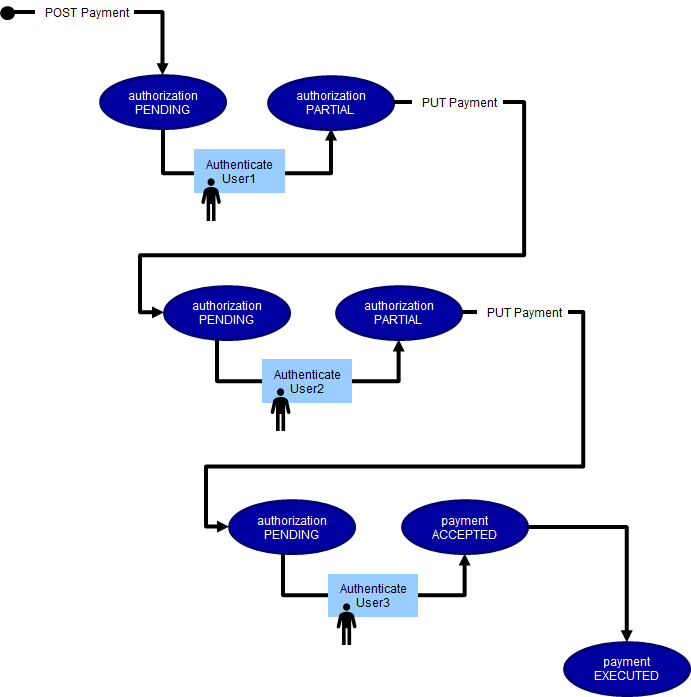 POST Payment
authorization
PENDING
authorization
PARTIAL
PUT Payment
Authenticate
User1
authorization
PENDING
authorization
PARTIAL
PUT Payment
Authenticate
User2
authorization
PENDING
payment
ACCEPTED
Authenticate
User3
payment
EXECUTED